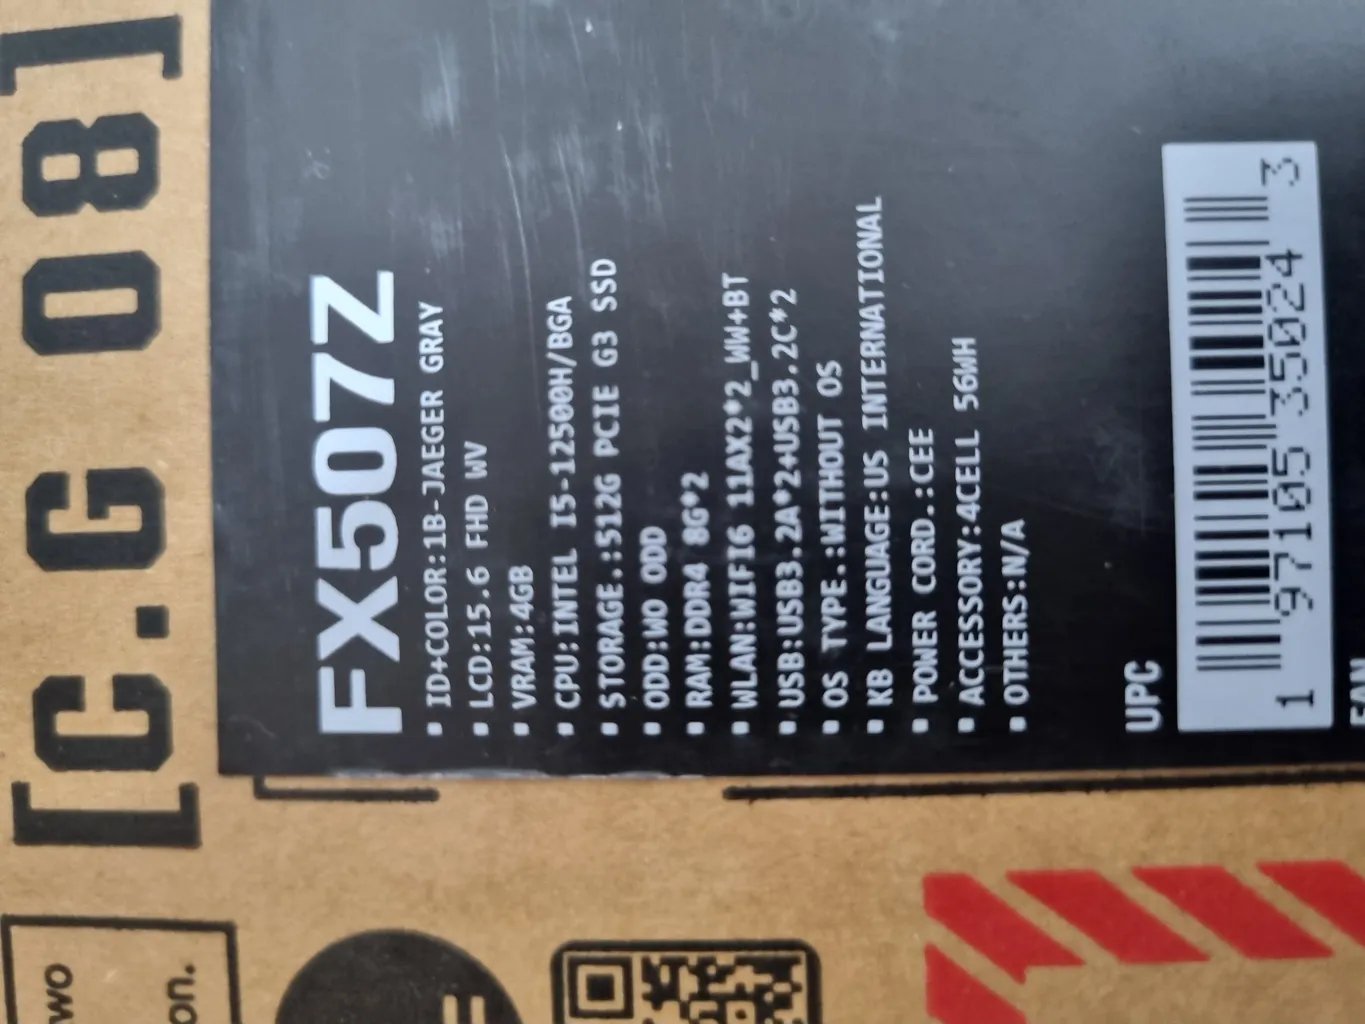 [C.G 08]
FX507Z
▪ ID+COLOR:1B-JAEGER GRAY
▪ LCD:15.6 FHD WV
▪ VRAM:4GB
▪ CPU:INTEL I5-12500H/BGA
▪ STORAGE.:512G PCIE G3 SSD
▪ ODD:WO ODD
▪ RAM:DDR4 8G*2
▪ WLAN:WIFI6 11AX2*2_WW+BT
▪ USB:USB3.2A*2+USB3.2C*2
▪ OS TYPE.:WITHOUT OS
▪ KB LANGUAGE:US INTERNATIONAL
▪ POWER CORD.:CEE
▪ ACCESSORY:4CELL 56WH
▪ OTHERS:N/A
UPC
1 97105 35024 3
EAN
two
on.